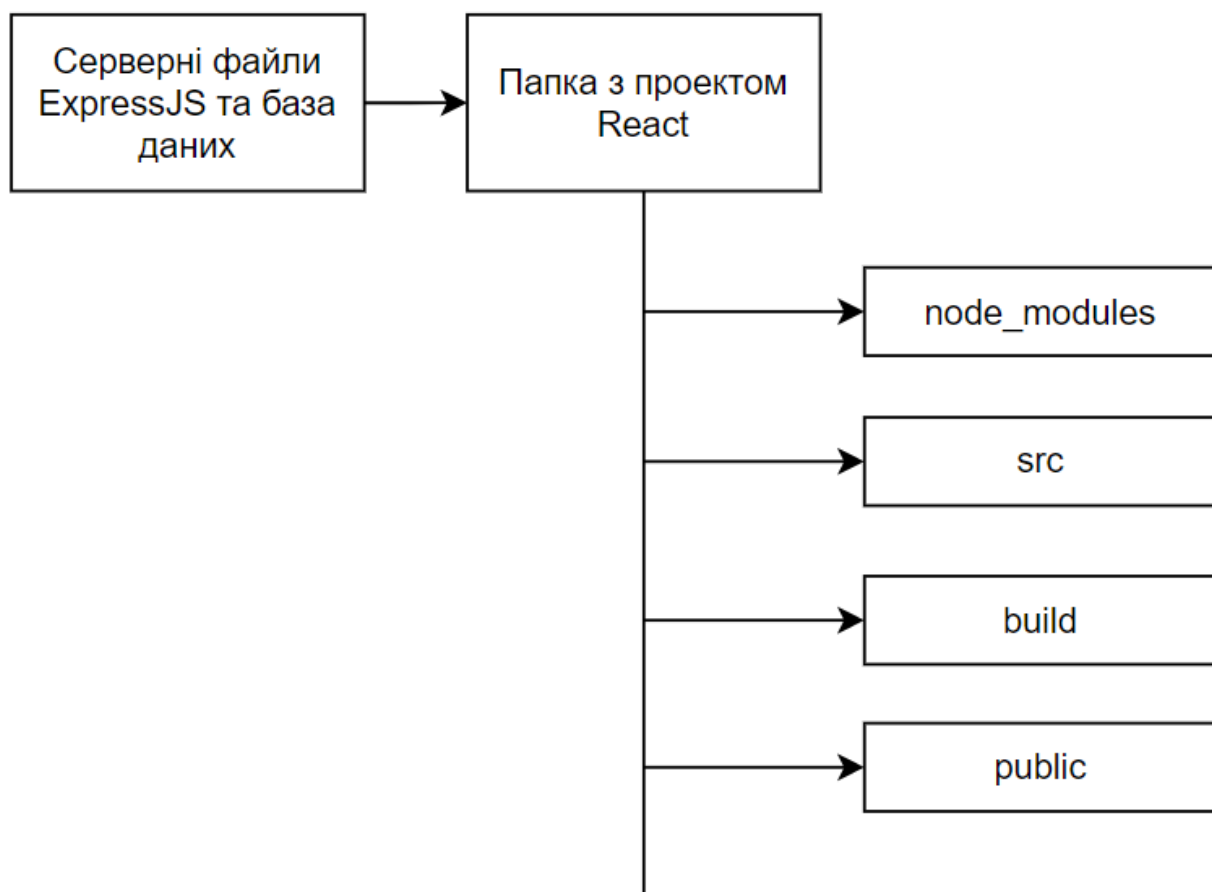 Серверні файли
ExpressJS та база
даних
Папка з проектом
React
node_modules
src
build
public